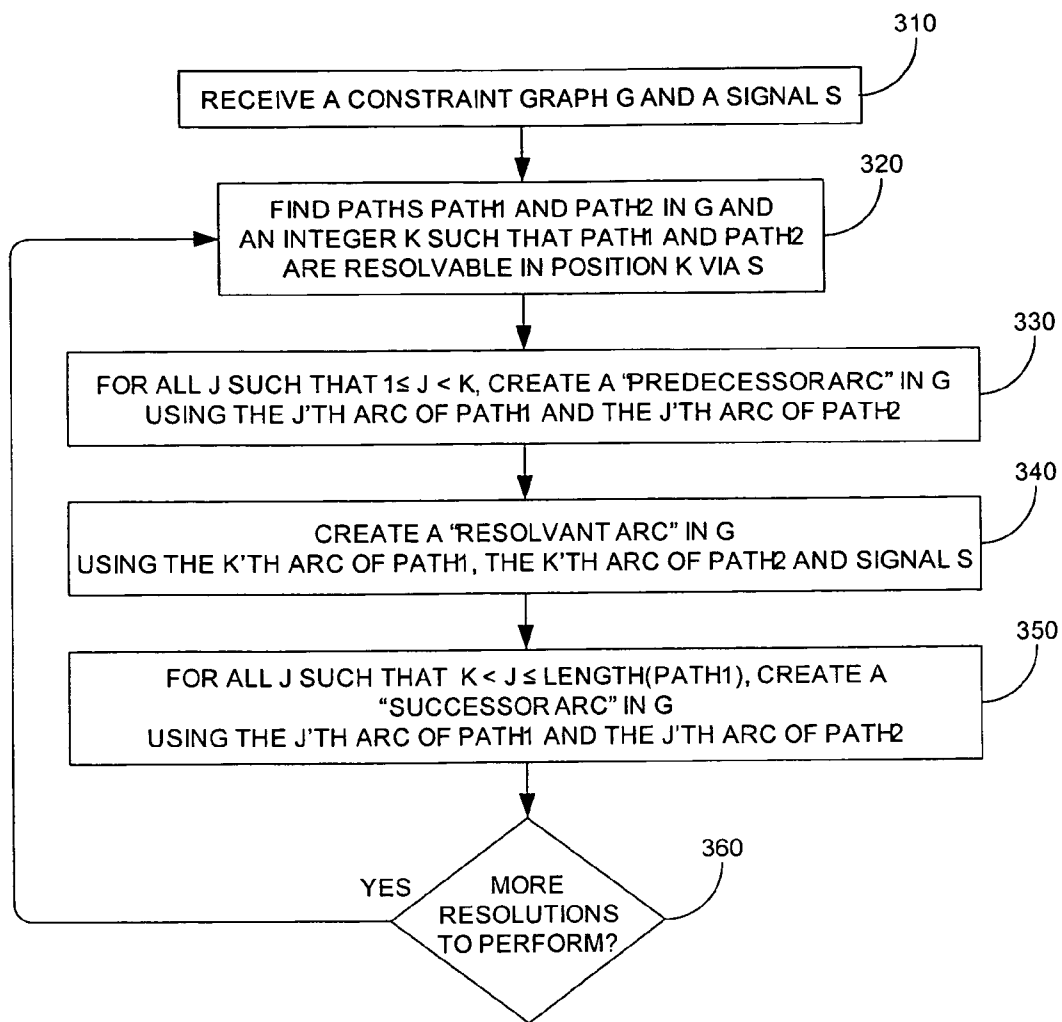 310
RECEIVE A CONSTRAINT GRAPH G AND A SIGNAL S
320
FIND PATHS PATH1 AND PATH2 IN G AND
AN INTEGER K SUCH THAT PATH1 AND PATH2
ARE RESOLVABLE IN POSITION K VIA S
330
FOR ALL J SUCH THAT 1≤ J < K, CREATE A "PREDECESSOR ARC" IN G
USING THE J'TH ARC OF PATH1 AND THE J'TH ARC OF PATH2
340
CREATE A "RESOLVANT ARC" IN G
USING THE K'TH ARC OF PATH1, THE K'TH ARC OF PATH2 AND SIGNAL S
350
FOR ALL J SUCH THAT K < J ≤ LENGTH(PATH1), CREATE A
"SUCCESSOR ARC" IN G
USING THE J'TH ARC OF PATH1 AND THE J'TH ARC OF PATH2
360
YES
MORE
RESOLUTIONS
TO PERFORM?